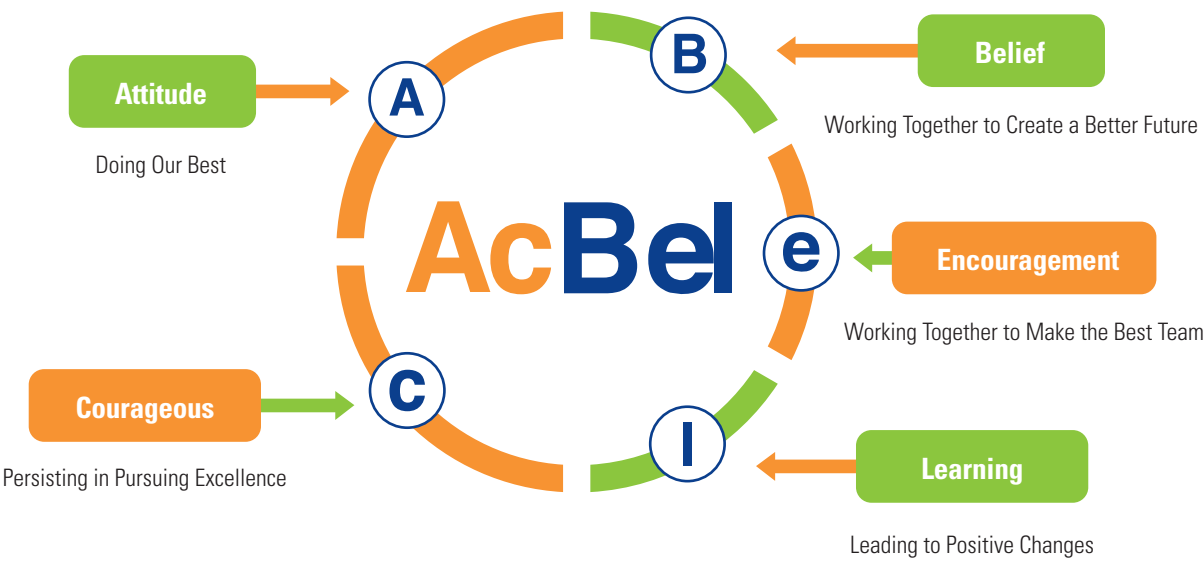 A
Attitude
Doing Our Best
B
Belief
Working Together to Create a Better Future
AcBel
e
Encouragement
Working Together to Make the Best Team
c
Courageous
Persisting in Pursuing Excellence
l
Learning
Leading to Positive Changes